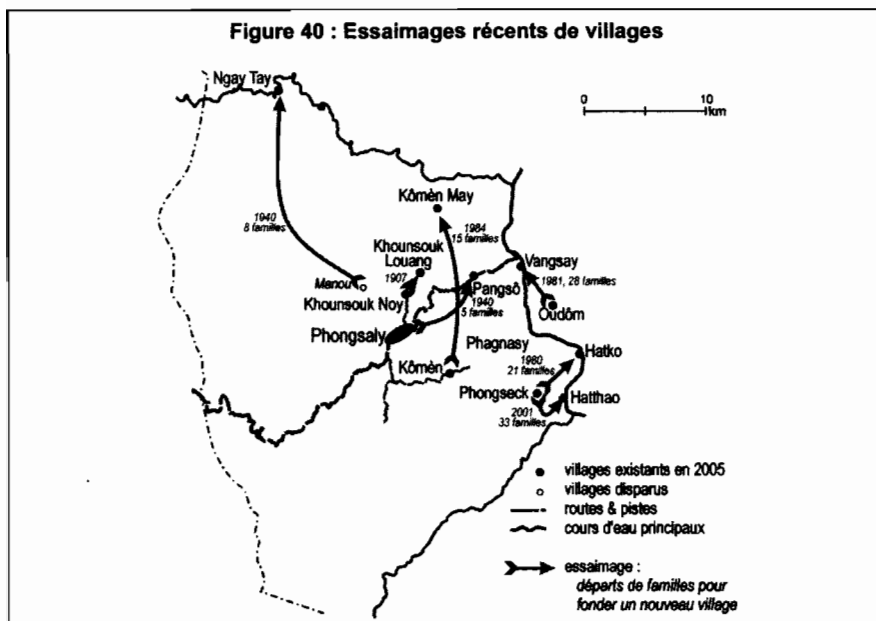 Figure 40 : Essaimages récents de villages
Ngay Tay
0 10
km
Kômèn May
1940
8 familles
1984
15 familles
Khounsouk
Louang
Vangsay
Manou
1907
1981, 28 familles
Khounsouk Noy
Pangsô
1940
5 familles
Oudôm
Phongsaly
Phagnasy
Hatko
Kômèn
1980
21 familles
Phongseck
Hatthao
2001
33 familles
villages existants en 2005
villages disparus
routes & pistes
cours d'eau principaux
essaimage :
départs de familles pour
fonder un nouveau village